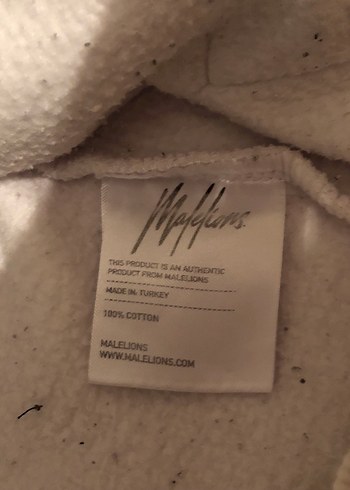 Malelions
THIS PRODUCT IS AN AUTHENTIC
PRODUCT FROM MALELIONS
MADE IN: TURKEY
100% COTTON
MALELIONS
WWW.MALELIONS.COM